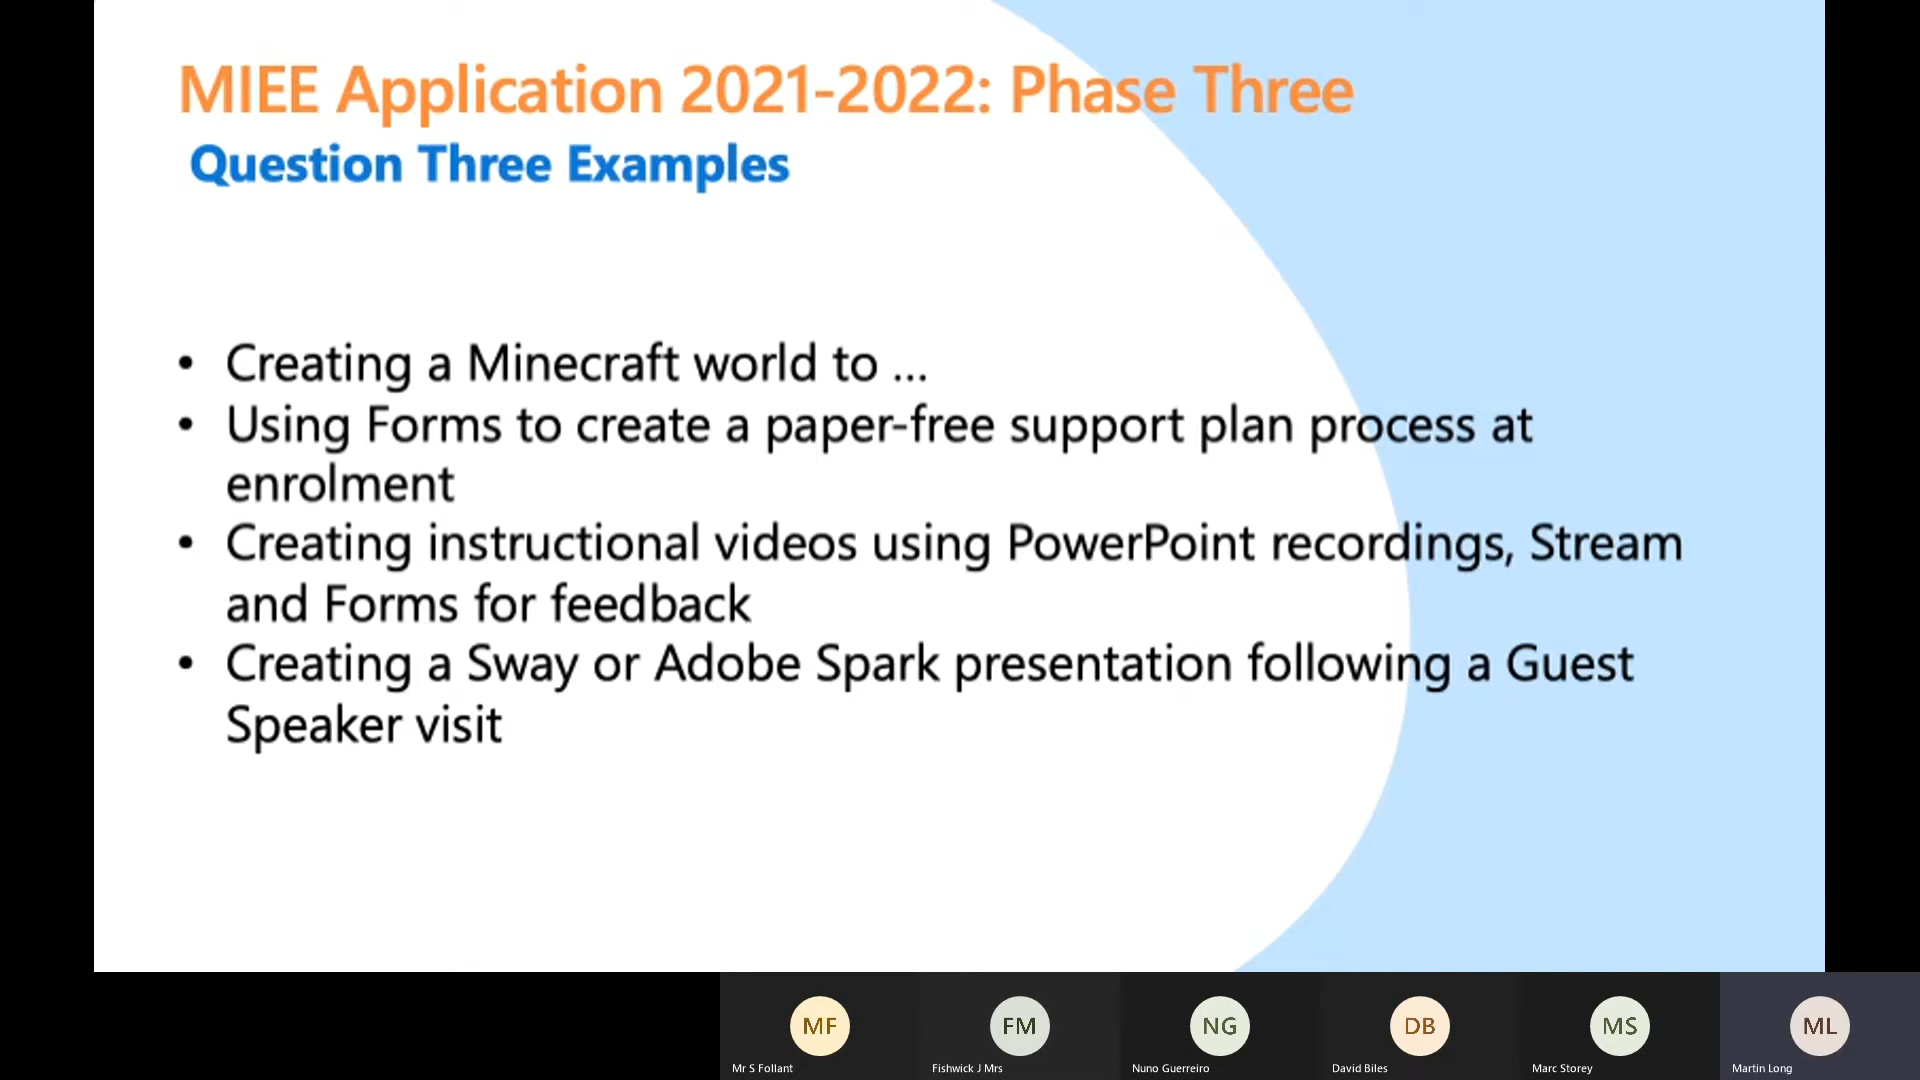 MIEE Application 2021-2022: Phase Three
Question Three Examples
• Creating a Minecraft world to ...
• Using Forms to create a paper-free support plan process at
enrolment
• Creating instructional videos using PowerPoint recordings, Stream
and Forms for feedback
• Creating a Sway or Adobe Spark presentation following a Guest
Speaker visit
MF FM NG DB MS ML
Mr S Follant Fishwick J Mrs Nuno Guerreiro David Biles Marc Storey Martin Long